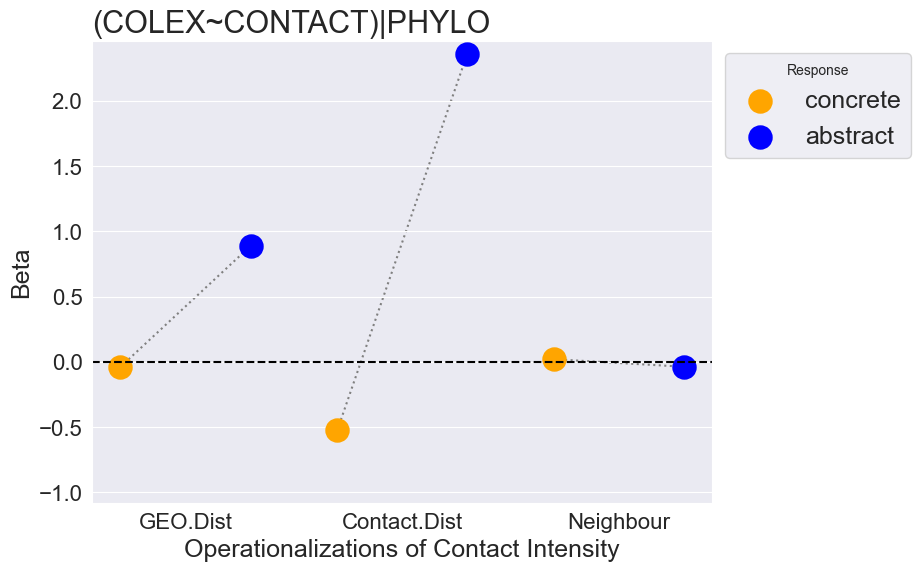 (COLEX~CONTACT)|PHYLO
Response
concrete
abstract
Beta
2.0
1.5
1.0
0.5
0.0
−0.5
−1.0
GEO.Dist
Contact.Dist
Neighbour
Operationalizations of Contact Intensity